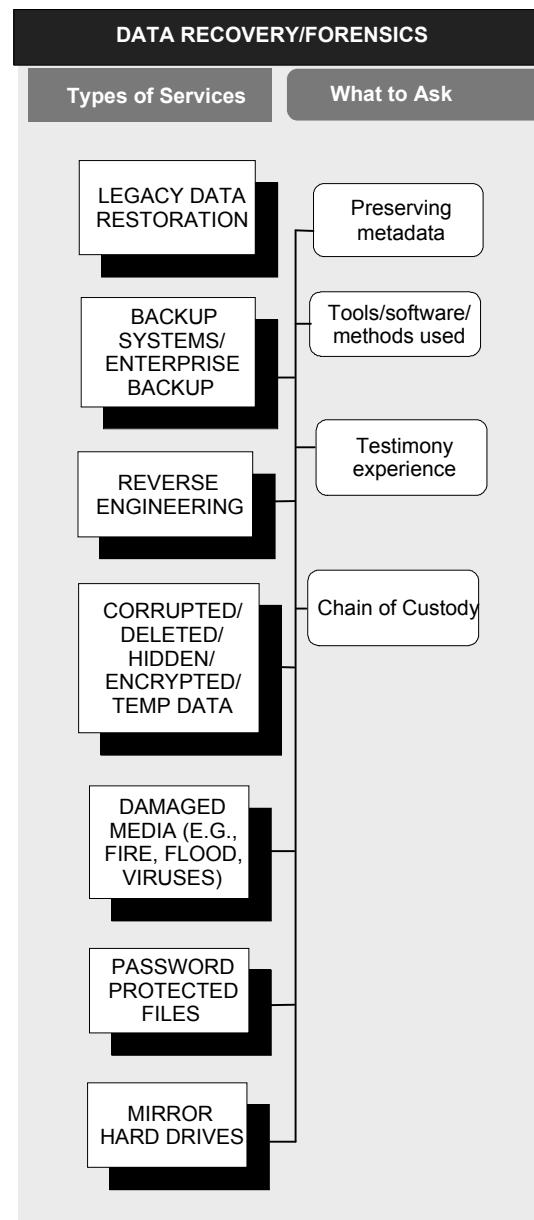 DATA RECOVERY/FORENSICS
Types of Services
What to Ask
LEGACY DATA
RESTORATION
BACKUP
SYSTEMS/
ENTERPRISE
BACKUP
REVERSE
ENGINEERING
CORRUPTED/
DELETED/
HIDDEN/
ENCRYPTED/
TEMP DATA
DAMAGED
MEDIA (E.G.,
FIRE, FLOOD,
VIRUSES)
PASSWORD
PROTECTED
FILES
MIRROR
HARD DRIVES
Preserving
metadata
Tools/software/
methods used
Testimony
experience
Chain of Custody